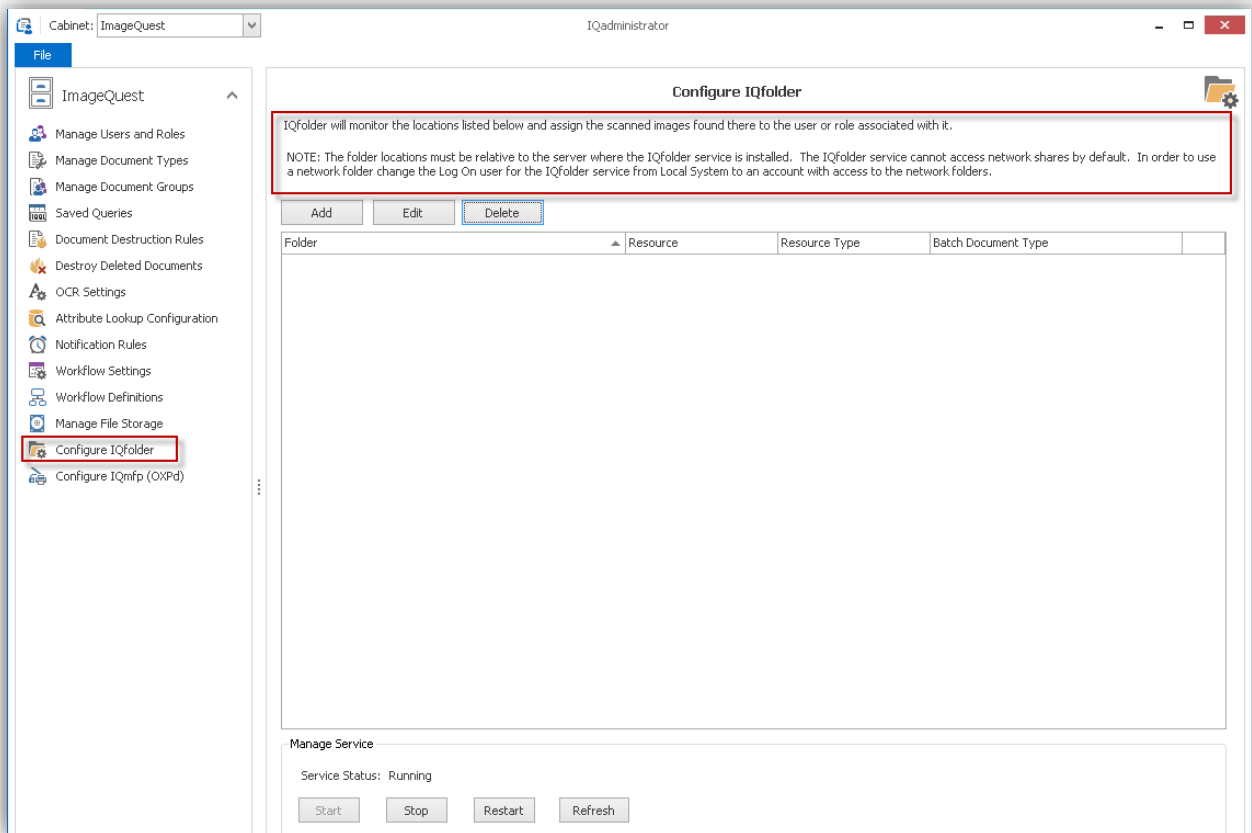 Cabinet: ImageQuest
IQadministrator
File
ImageQuest
Manage Users and Roles
Manage Document Types
Manage Document Groups
Saved Queries
Document Destruction Rules
Destroy Deleted Documents
OCR Settings
Attribute Lookup Configuration
Notification Rules
Workflow Settings
Workflow Definitions
Manage File Storage
Configure IQfolder
Configure IQmfp (OXPd)
Configure IQfolder
IQfolder will monitor the locations listed below and assign the scanned images found there to the user or role associated with it.
NOTE: The folder locations must be relative to the server where the IQfolder service is installed. The IQfolder service cannot access network shares by default. In order to use
a network folder change the Log On user for the IQfolder service from Local System to an account with access to the network folders.
Add Edit Delete
Folder Resource Resource Type Batch Document Type
Manage Service
Service Status: Running
Start Stop Restart Refresh